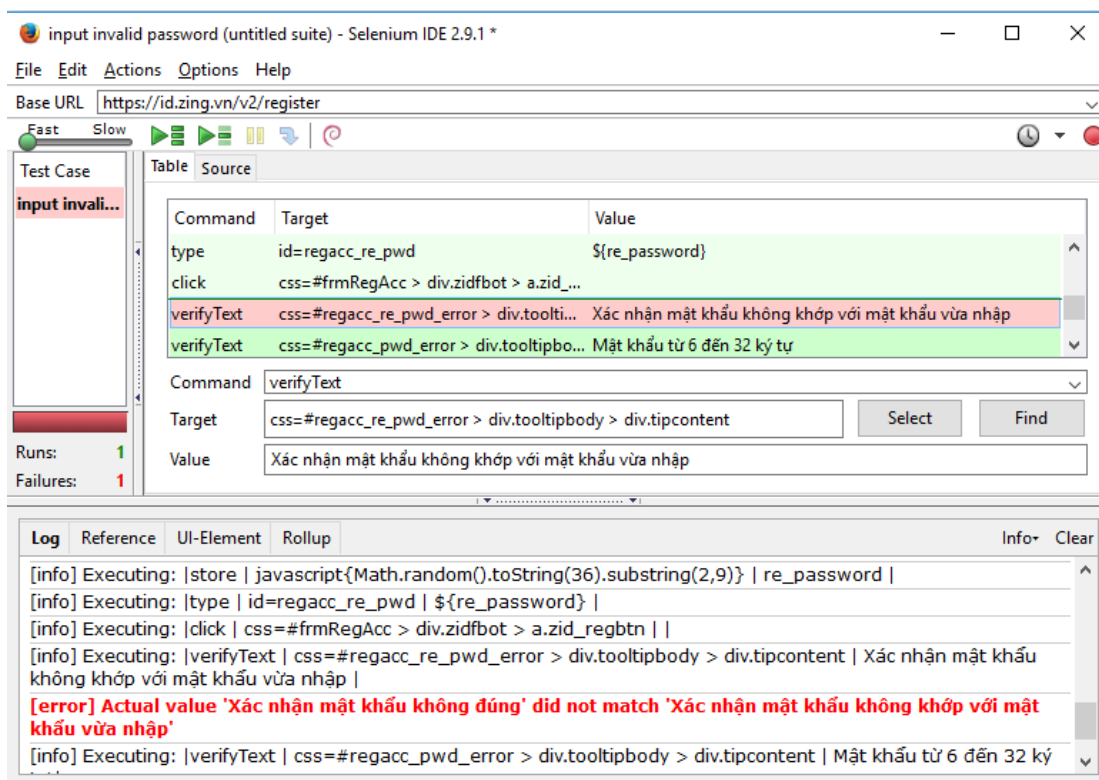 input invalid password (untitled suite) - Selenium IDE 2.9.1 *
File Edit Actions Options Help
Base URL https://id.zing.vn/v2/register
Fast Slow
Test Case
input invali...
Table Source
Command Target Value
type id=regacc_re_pwd ${re_password}
click css=#frmRegAcc > div.zidfbot > a.zid_...
verifyText css=#regacc_re_pwd_error > div.toolti... Xác nhận mật khẩu không khớp với mật khẩu vừa nhập
verifyText css=#regacc_pwd_error > div.tooltipbo... Mật khẩu từ 6 đến 32 ký tự
Command verifyText
Target css=#regacc_re_pwd_error > div.tooltipbody > div.tipcontent Select Find
Value Xác nhận mật khẩu không khớp với mật khẩu vừa nhập
Runs: 1
Failures: 1
Log Reference UI-Element Rollup Info Clear
[info] Executing: |store | javascript{Math.random().toString(36).substring(2,9)} | re_password |
[info] Executing: |type | id=regacc_re_pwd | ${re_password} |
[info] Executing: |click | css=#frmRegAcc > div.zidfbot > a.zid_regbtn | |
[info] Executing: |verifyText | css=#regacc_re_pwd_error > div.tooltipbody > div.tipcontent | Xác nhận mật khẩu
không khớp với mật khẩu vừa nhập |
[error] Actual value 'Xác nhận mật khẩu không đúng' did not match 'Xác nhận mật khẩu không khớp với mật
khẩu vừa nhập'
[info] Executing: |verifyText | css=#regacc_pwd_error > div.tooltipbody > div.tipcontent | Mật khẩu từ 6 đến 32 ký